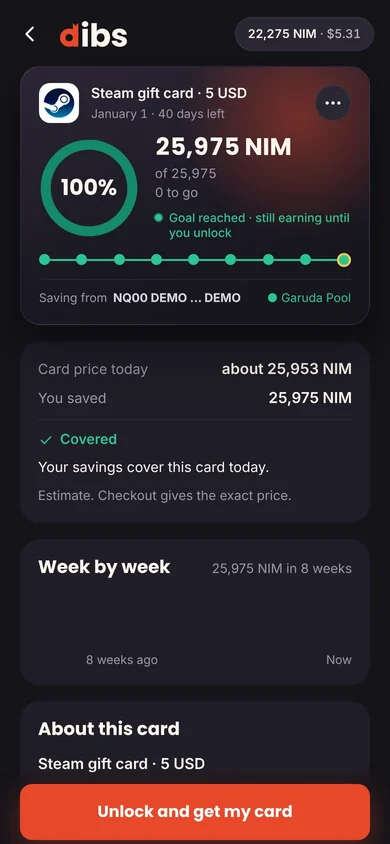 dibs
22,275 NIM · $5.31
Steam gift card · 5 USD
January 1 · 40 days left
25,975 NIM
of 25,975
0 to go
100%
Goal reached · still earning until
you unlock
Saving from NQ00 DEMO ... DEMO
Garuda Pool
Card price today
about 25,953 NIM
You saved
25,975 NIM
Covered
Your savings cover this card today.
Estimate. Checkout gives the exact price.
Week by week
25,975 NIM in 8 weeks
8 weeks ago
Now
About this card
Steam gift card · 5 USD
Unlock and get my card